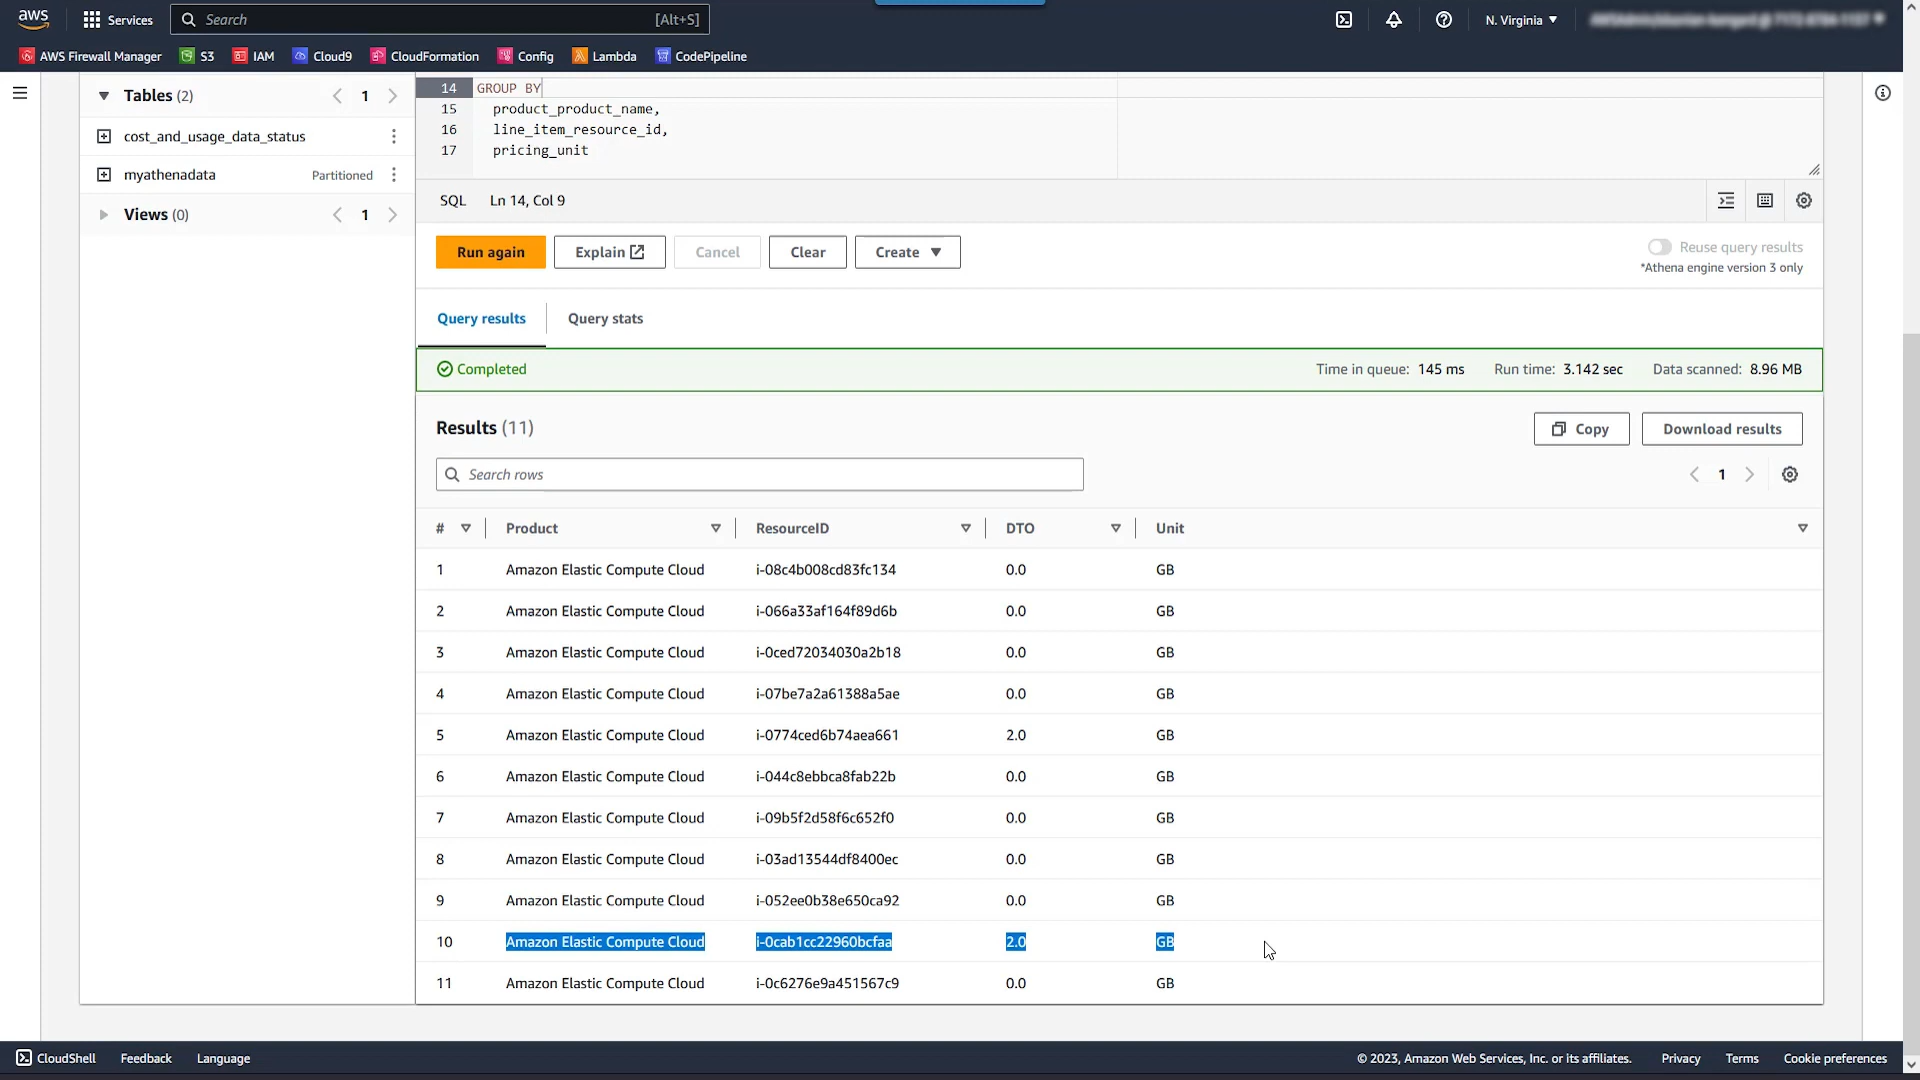 aws
Services
Search
[Alt+S]
N. Virginia
AWS Firewall Manager
S3
IAM
Cloud9
CloudFormation
Config
Lambda
CodePipeline
Tables (2)
1
cost_and_usage_data_status
myathenadata
Partitioned
Views (0)
1
14 GROUP BY
15 product_product_name,
16 line_item_resource_id,
17 pricing_unit
SQL
Ln 14, Col 9
Run again
Explain
Cancel
Clear
Create
Reuse query results
*Athena engine version 3 only
Query results
Query stats
Completed
Time in queue: 145 ms
Run time: 3.142 sec
Data scanned: 8.96 MB
Results (11)
Copy
Download results
Search rows
1
# Product ResourceID DTO Unit
1 Amazon Elastic Compute Cloud i-08c4b008cd83fc134 0.0 GB
2 Amazon Elastic Compute Cloud i-066a33af164f89d6b 0.0 GB
3 Amazon Elastic Compute Cloud i-0ced72034030a2b18 0.0 GB
4 Amazon Elastic Compute Cloud i-07be7a2a61388a5ae 0.0 GB
5 Amazon Elastic Compute Cloud i-0774ced6b74aea661 2.0 GB
6 Amazon Elastic Compute Cloud i-044c8ebbca8fab22b 0.0 GB
7 Amazon Elastic Compute Cloud i-09b5f2d58f6c652f0 0.0 GB
8 Amazon Elastic Compute Cloud i-03ad13544df8400ec 0.0 GB
9 Amazon Elastic Compute Cloud i-052ee0b38e650ca92 0.0 GB
10 Amazon Elastic Compute Cloud i-0cab1cc22960bcfaa 2.0 GB
11 Amazon Elastic Compute Cloud i-0c6276e9a451567c9 0.0 GB
CloudShell
Feedback
Language
© 2023, Amazon Web Services, Inc. or its affiliates.
Privacy
Terms
Cookie preferences